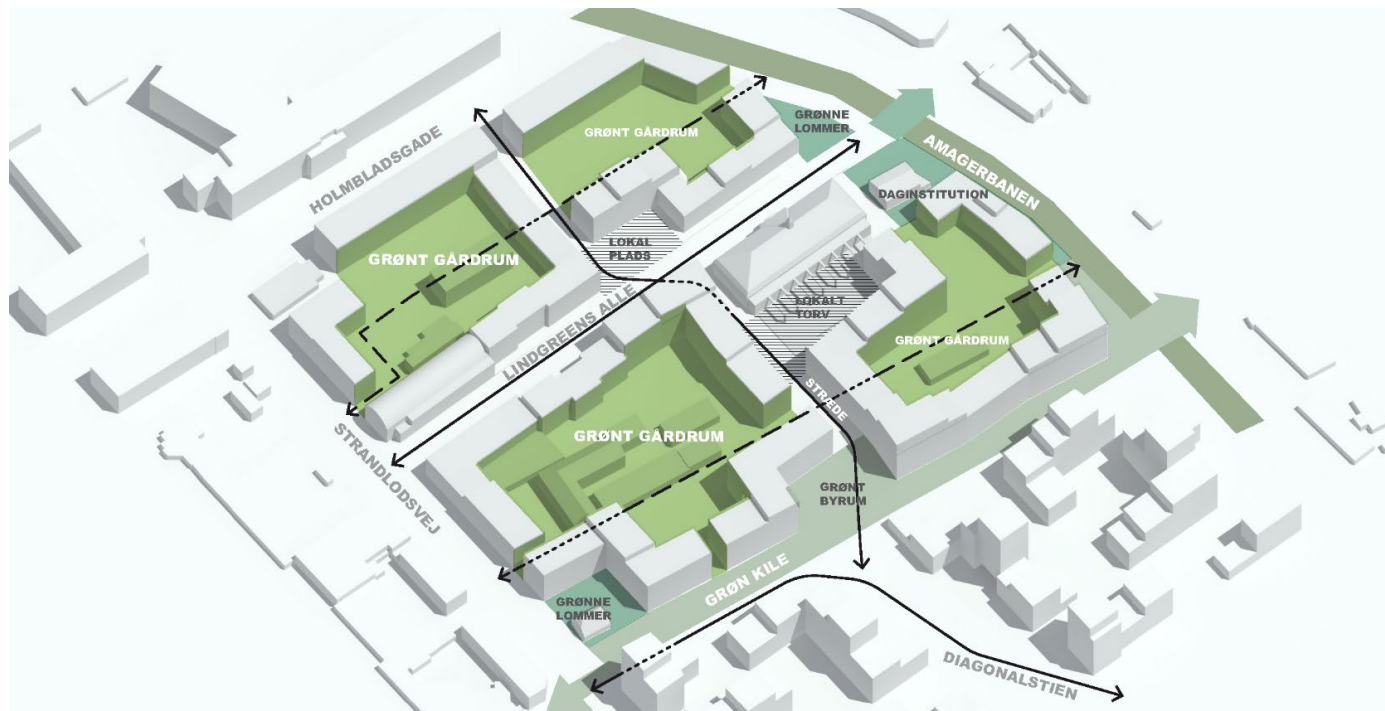 GRØNNE
LOMMER
GRØNT GÅRDRUM
AMAGERBANEN
HOLMBLADSGADE
DAGINSTITUTION
LOKAL
PLADS
GRØNT GÅRDRUM
LOKALT
TORV
LINDGREENS ALLE
GRØNT GÅRDRUM
STRÆDE
STRANDLODSVEJ
GRØNT GÅRDRUM
GRØNT
BYRUM
GRØN KILE
GRØNNE
LOMMER
DIAGONALSTIEN